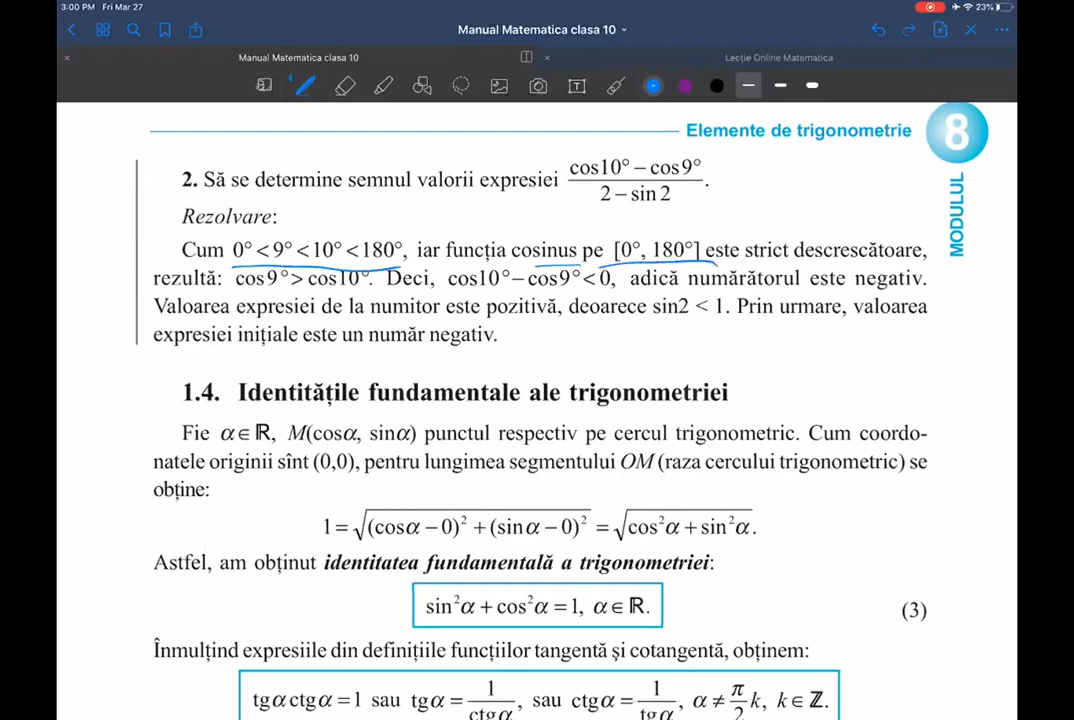 3:00 PM Fri Mar 27
23%
Manual Matematica clasa 10
Manual Matematica clasa 10
Lecție Online Matematica
Elemente de trigonometrie 8
MODULUL
2. Să se determine semnul valorii expresiei (cos10° – cos9°)/(2 – sin2).
Rezolvare:
Cum 0° < 9° < 10° < 180°, iar funcția cosinus pe [0°, 180°] este strict descrescătoare,
rezultă: cos9° > cos10°. Deci, cos10° – cos9° < 0, adică numărătorul este negativ.
Valoarea expresiei de la numitor este pozitivă, deoarece sin2 < 1. Prin urmare, valoarea
expresiei inițiale este un număr negativ.
1.4. Identitățile fundamentale ale trigonometriei
Fie α∈ℝ, M(cosα, sinα) punctul respectiv pe cercul trigonometric. Cum coordo-
natele originii sînt (0,0), pentru lungimea segmentului OM (raza cercului trigonometric) se
obține:
1 = √((cosα – 0)² + (sinα – 0)²) = √(cos²α + sin²α).
Astfel, am obținut identitatea fundamentală a trigonometriei:
sin²α + cos²α = 1, α∈ℝ. (3)
Înmulțind expresiile din definițiile funcțiilor tangentă și cotangentă, obținem:
tgα ctgα = 1 sau tgα = 1/ctgα, sau ctgα = 1/tgα, α ≠ π/2 k, k∈ℤ.